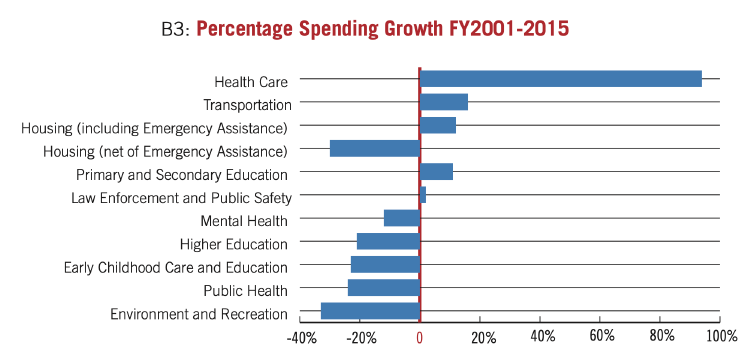 B3: Percentage Spending Growth FY2001-2015
Health Care
Transportation
Housing (including Emergency Assistance)
Housing (net of Emergency Assistance)
Primary and Secondary Education
Law Enforcement and Public Safety
Mental Health
Higher Education
Early Childhood Care and Education
Public Health
Environment and Recreation
-40% -20% 0 20% 40% 60% 80% 100%